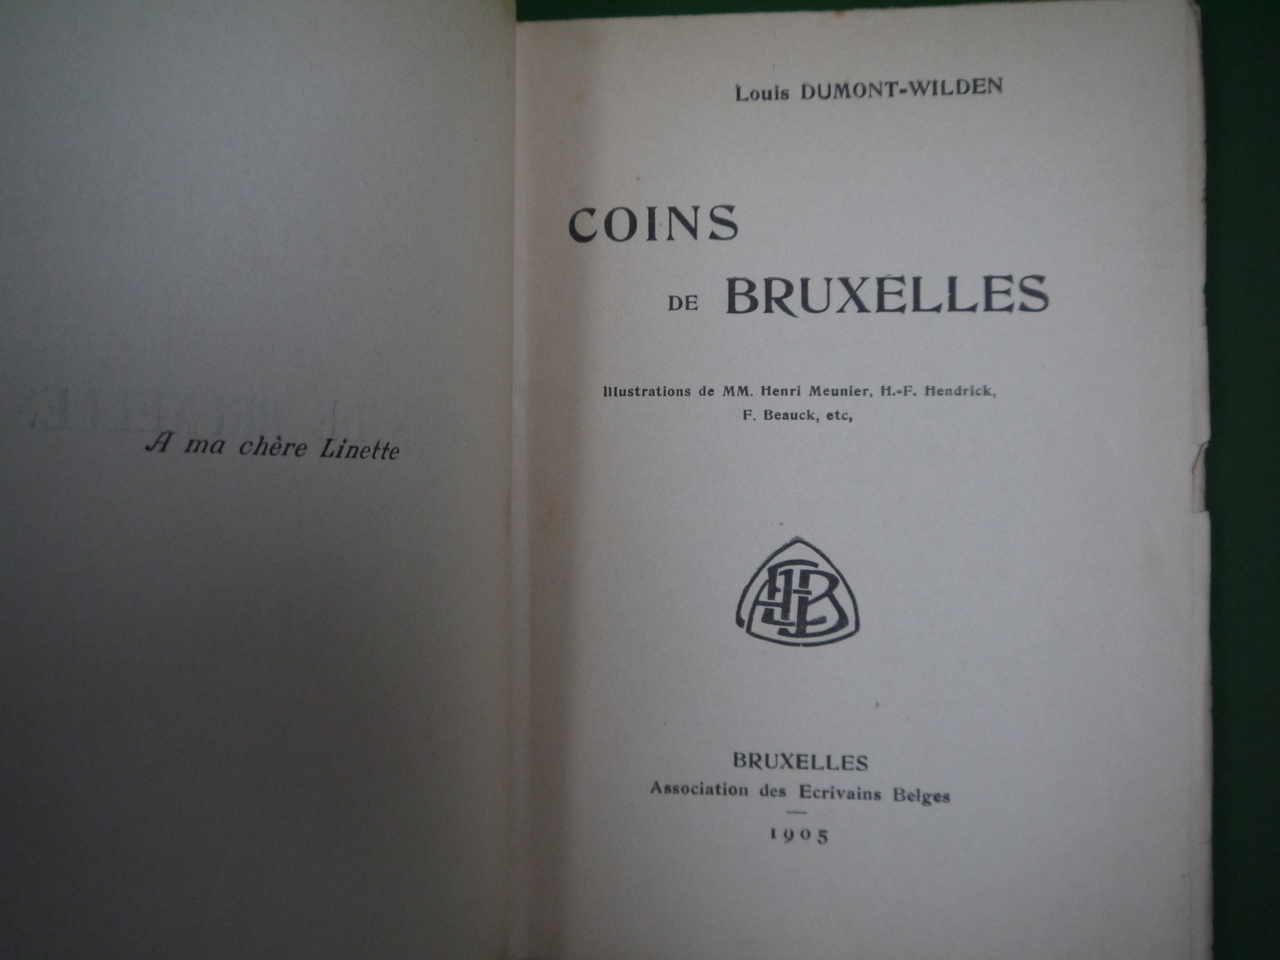 A ma chère Linette
Louis DUMONT-WILDEN
COINS
DE BRUXELLES
Illustrations de MM. Henri Meunier, H.-F. Hendrick,
F. Beauck, etc,
AEB
BRUXELLES
Association des Ecrivains Belges
1905